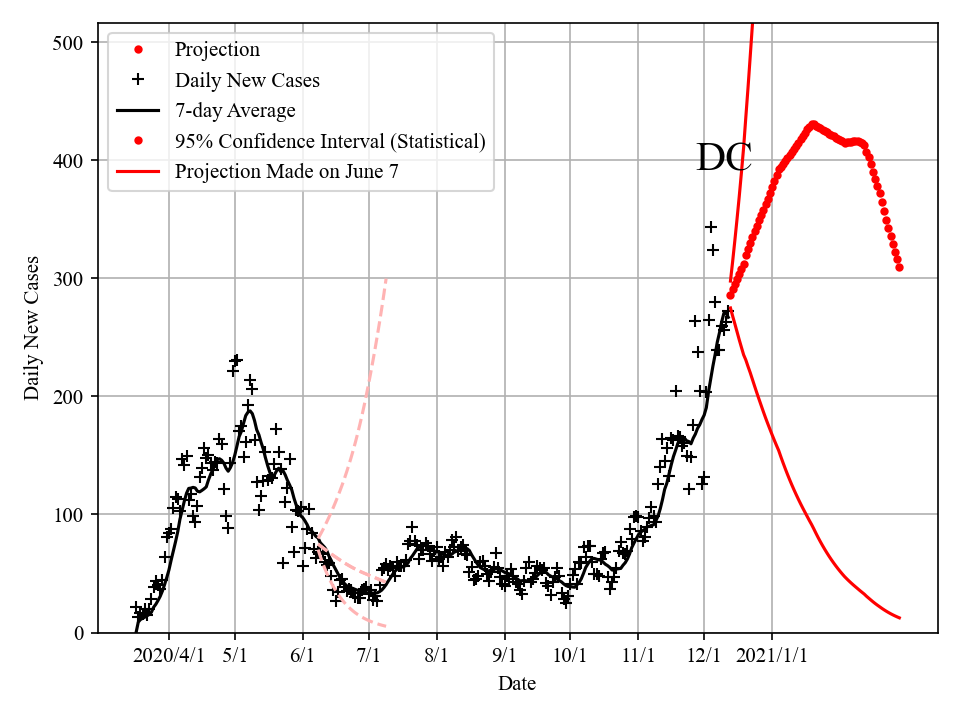 500
400
300
200
100
0
Daily New Cases
Projection
Daily New Cases
7-day Average
95% Confidence Interval (Statistical)
Projection Made on June 7
DC
2020/4/1 5/1 6/1 7/1 8/1 9/1 10/1 11/1 12/1 2021/1/1
Date